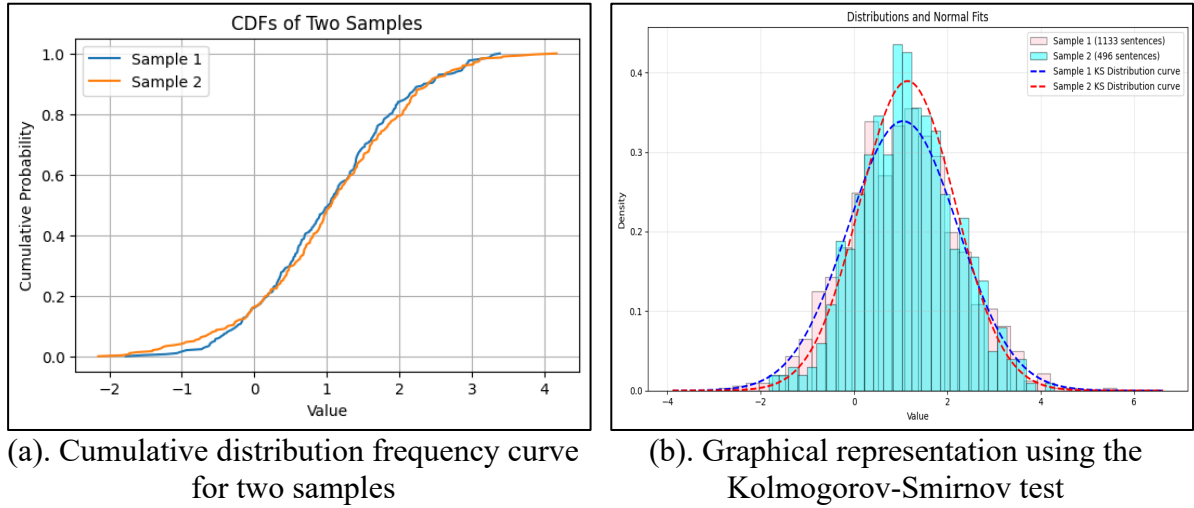 CDFs of Two Samples
Sample 1
Sample 2
Cumulative Probability
1.0
0.8
0.6
0.4
0.2
0.0
−2
−1
0
1
2
3
4
Value
Distributions and Normal Fits
Sample 1 (1133 sentences)
Sample 2 (496 sentences)
Sample 1 KS Distribution curve
Sample 2 KS Distribution curve
Density
0.4
0.3
0.2
0.1
0.0
−4
−2
0
2
4
6
Value
(a). Cumulative distribution frequency curve
for two samples
(b). Graphical representation using the
Kolmogorov-Smirnov test